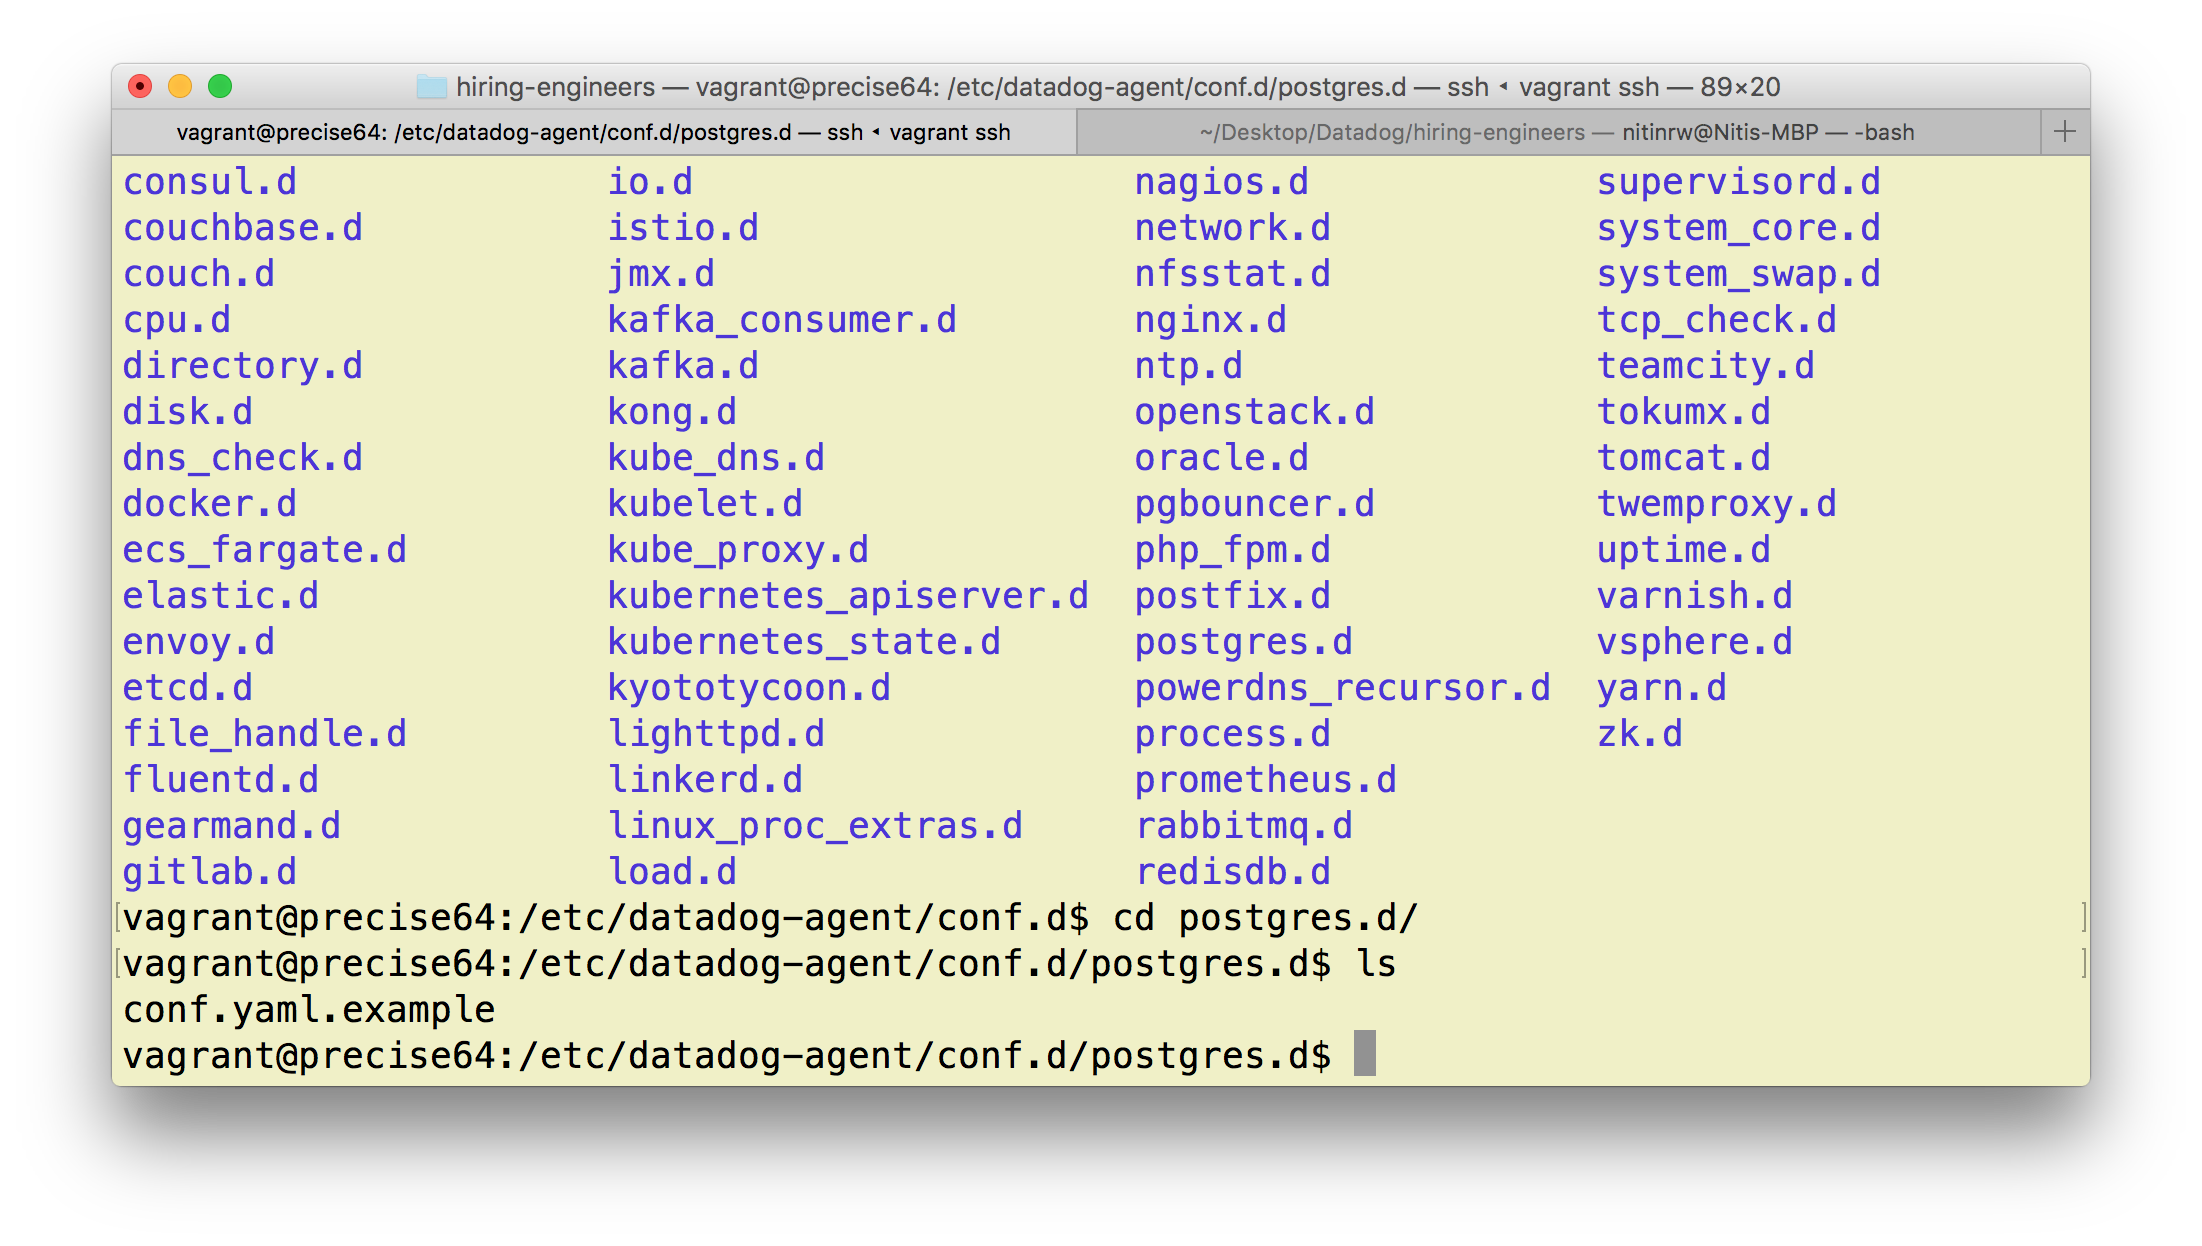 hiring-engineers — vagrant@precise64: /etc/datadog-agent/conf.d/postgres.d — ssh ◂ vagrant ssh — 89×20
vagrant@precise64: /etc/datadog-agent/conf.d/postgres.d — ssh ◂ vagrant ssh ~/Desktop/Datadog/hiring-engineers — nitinrw@Nitis-MBP — -bash +
consul.d io.d nagios.d supervisord.d
couchbase.d istio.d network.d system_core.d
couch.d jmx.d nfsstat.d system_swap.d
cpu.d kafka_consumer.d nginx.d tcp_check.d
directory.d kafka.d ntp.d teamcity.d
disk.d kong.d openstack.d tokumx.d
dns_check.d kube_dns.d oracle.d tomcat.d
docker.d kubelet.d pgbouncer.d twemproxy.d
ecs_fargate.d kube_proxy.d php_fpm.d uptime.d
elastic.d kubernetes_apiserver.d postfix.d varnish.d
envoy.d kubernetes_state.d postgres.d vsphere.d
etcd.d kyototycoon.d powerdns_recursor.d yarn.d
file_handle.d lighttpd.d process.d zk.d
fluentd.d linkerd.d prometheus.d
gearmand.d linux_proc_extras.d rabbitmq.d
gitlab.d load.d redisdb.d
[vagrant@precise64:/etc/datadog-agent/conf.d$ cd postgres.d/ ]
[vagrant@precise64:/etc/datadog-agent/conf.d/postgres.d$ ls ]
conf.yaml.example
vagrant@precise64:/etc/datadog-agent/conf.d/postgres.d$